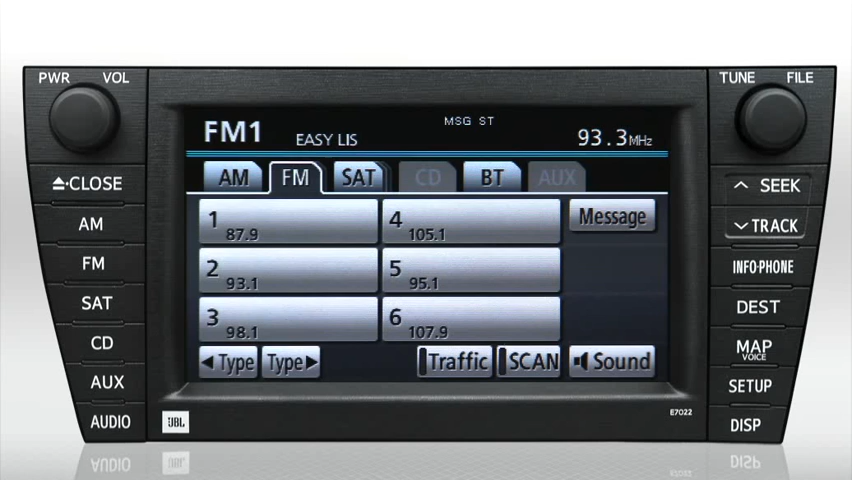 PWR VOL
TUNE FILE
MSG ST
FM1 EASY LIS 93.3MHz
AM FM SAT CD BT AUX
CLOSE
AM
FM
SAT
CD
AUX
AUDIO
1 87.9
2 93.1
3 98.1
4 105.1
5 95.1
6 107.9
Message
Type Type Traffic SCAN Sound
SEEK
TRACK
INFO·PHONE
DEST
MAP
VOICE
SETUP
DISP
JBL
E7022